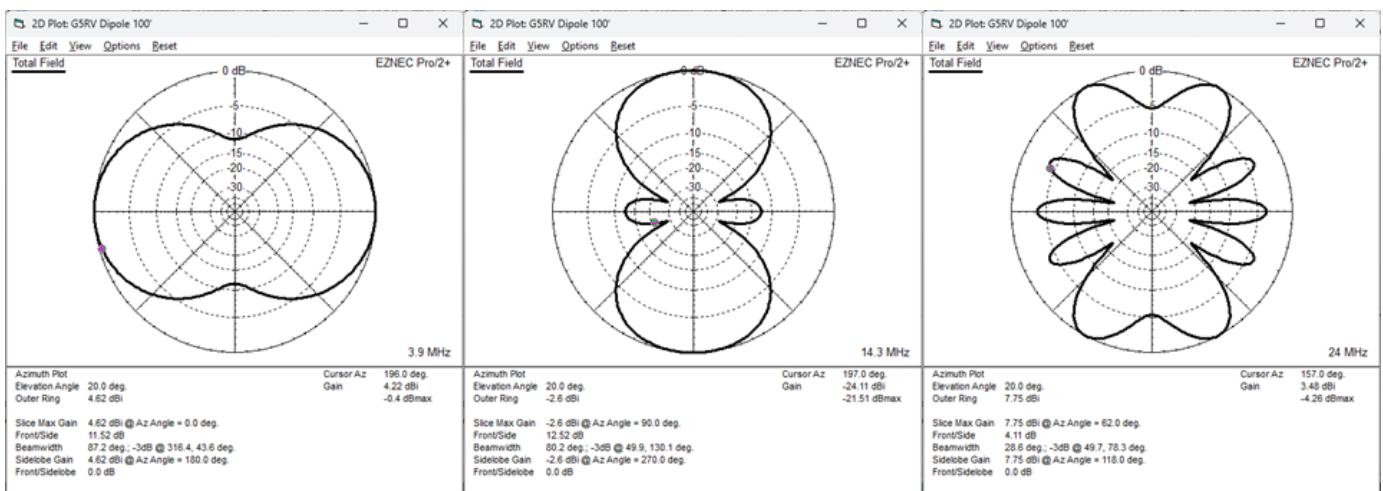 2D Plot: G5RV Dipole 100'
File Edit View Options Reset
Total Field EZNEC Pro/2+
0 dB
-5
-10
-15
-20
-30
3.9 MHz
Azimuth Plot Cursor Az 196.0 deg.
Elevation Angle 20.0 deg. Gain 4.22 dBi
Outer Ring 4.62 dBi -0.4 dBmax
Slice Max Gain 4.62 dBi @ Az Angle = 0.0 deg.
Front/Side 11.52 dB
Beamwidth 87.2 deg.; -3dB @ 316.4, 43.6 deg.
Sidelobe Gain 4.62 dBi @ Az Angle = 180.0 deg.
Front/Sidelobe 0.0 dB
2D Plot: G5RV Dipole 100'
File Edit View Options Reset
Total Field EZNEC Pro/2+
0 dB
-5
-10
-15
-20
-30
14.3 MHz
Azimuth Plot Cursor Az 197.0 deg.
Elevation Angle 20.0 deg. Gain -24.11 dBi
Outer Ring -2.6 dBi -21.51 dBmax
Slice Max Gain -2.6 dBi @ Az Angle = 90.0 deg.
Front/Side 12.52 dB
Beamwidth 80.2 deg.; -3dB @ 49.9, 130.1 deg.
Sidelobe Gain -2.6 dBi @ Az Angle = 270.0 deg.
Front/Sidelobe 0.0 dB
2D Plot: G5RV Dipole 100'
File Edit View Options Reset
Total Field EZNEC Pro/2+
0 dB
-5
-10
-15
-20
-30
24 MHz
Azimuth Plot Cursor Az 157.0 deg.
Elevation Angle 20.0 deg. Gain 3.48 dBi
Outer Ring 7.75 dBi -4.26 dBmax
Slice Max Gain 7.75 dBi @ Az Angle = 62.0 deg.
Front/Side 4.11 dB
Beamwidth 28.6 deg.; -3dB @ 49.7, 78.3 deg.
Sidelobe Gain 7.75 dBi @ Az Angle = 118.0 deg.
Front/Sidelobe 0.0 dB